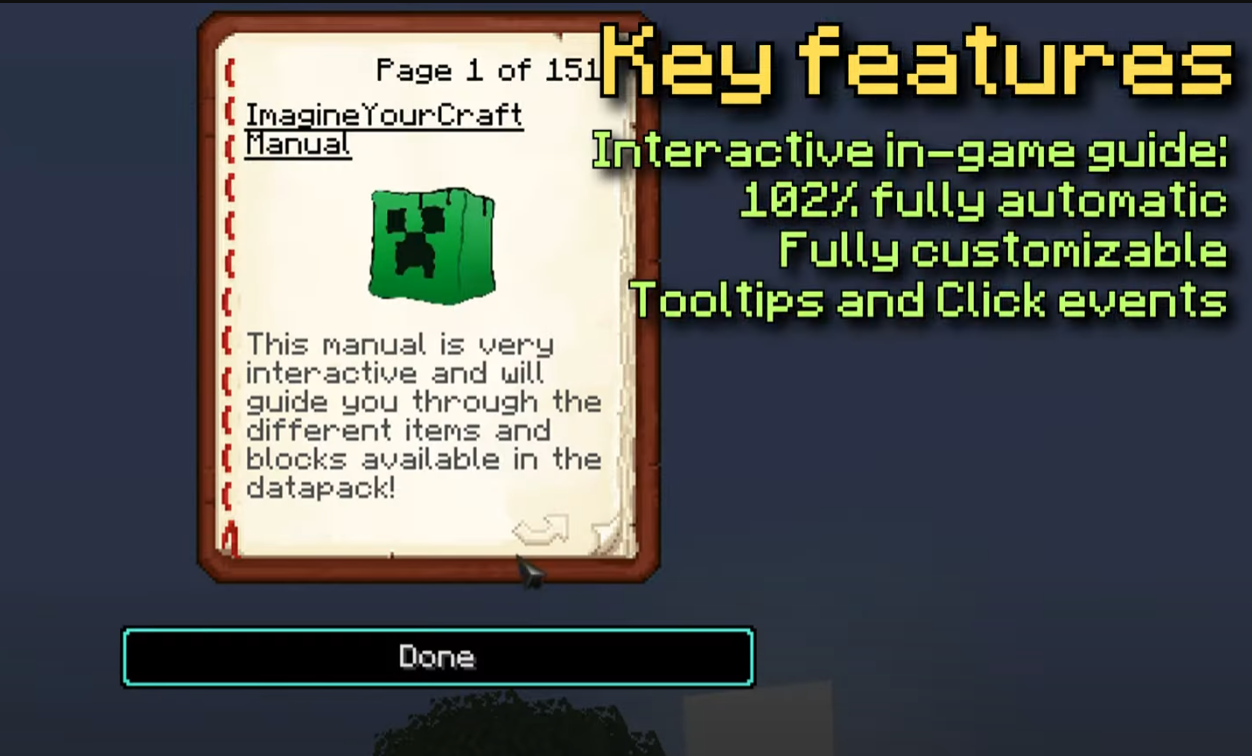 Page 1 of 151
ImagineYourCraft
Manual
This manual is very
interactive and will
guide you through the
different items and
blocks available in the
datapack!
Done
Key features
Interactive in-game guide:
102% fully automatic
Fully customizable
Tooltips and Click events